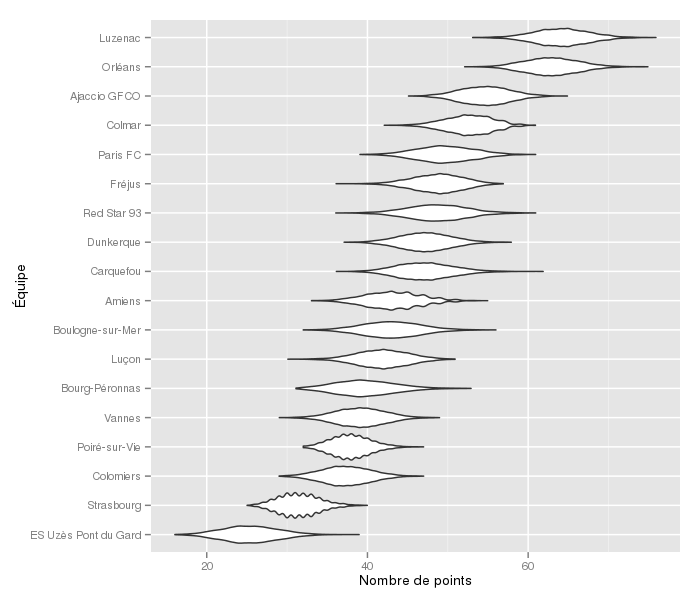 Luzenac
Orléans
Ajaccio GFCO
Colmar
Paris FC
Fréjus
Red Star 93
Dunkerque
Carquefou
Amiens
Boulogne-sur-Mer
Luçon
Bourg-Péronnas
Vannes
Poiré-sur-Vie
Colomiers
Strasbourg
ES Uzès Pont du Gard
Équipe
20 40 60
Nombre de points